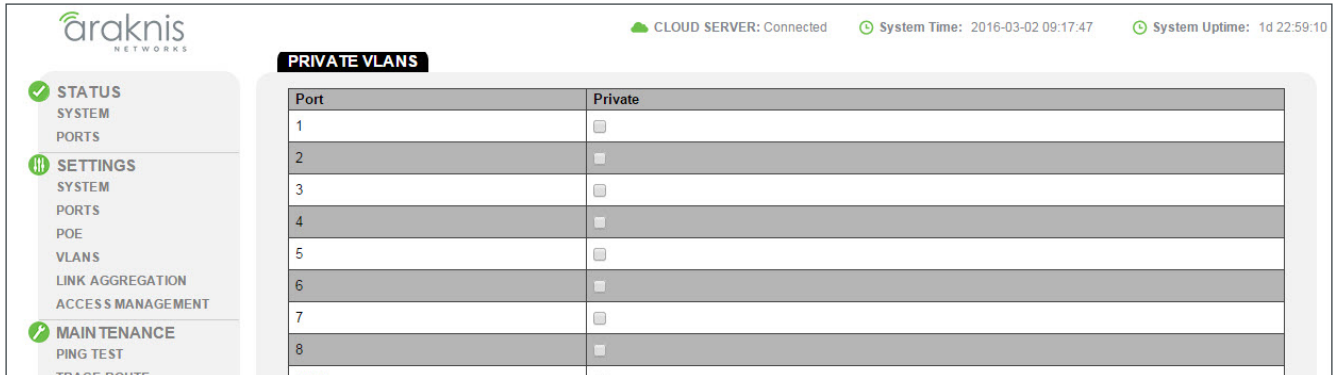 araknis
NETWORKS
CLOUD SERVER: Connected System Time: 2016-03-02 09:17:47 System Uptime: 1d 22:59:10
PRIVATE VLANS
STATUS
SYSTEM
PORTS
SETTINGS
SYSTEM
PORTS
POE
VLANS
LINK AGGREGATION
ACCESS MANAGEMENT
MAINTENANCE
PING TEST
TRACE ROUTE
Port Private
1
2
3
4
5
6
7
8